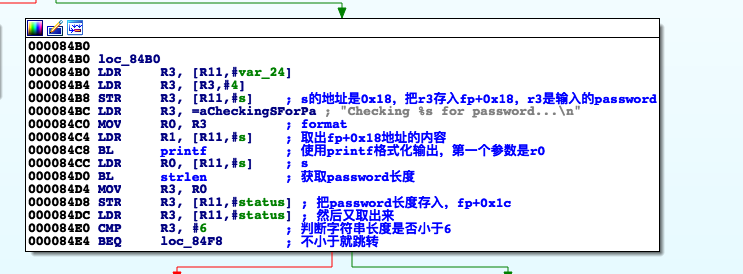 000084B0
000084B0 loc_84B0
000084B0 LDR R3, [R11,#var_24]
000084B4 LDR R3, [R3,#4]
000084B8 STR R3, [R11,#s] ; s的地址是0x18，把r3存入fp+0x18，r3是输入的password
000084BC LDR R3, =aCheckingSForPa ; "Checking %s for password...\n"
000084C0 MOV R0, R3 ; format
000084C4 LDR R1, [R11,#s] ; 取出fp+0x18地址的内容
000084C8 BL printf ; 使用printf格式化输出，第一个参数是r0
000084CC LDR R0, [R11,#s] ; s
000084D0 BL strlen ; 获取password长度
000084D4 MOV R3, R0
000084D8 STR R3, [R11,#status] ; 把password长度存入，fp+0x1c
000084DC LDR R3, [R11,#status] ; 然后又取出来
000084E0 CMP R3, #6 ; 判断字符串长度是否小于6
000084E4 BEQ loc_84F8 ; 不小于就跳转